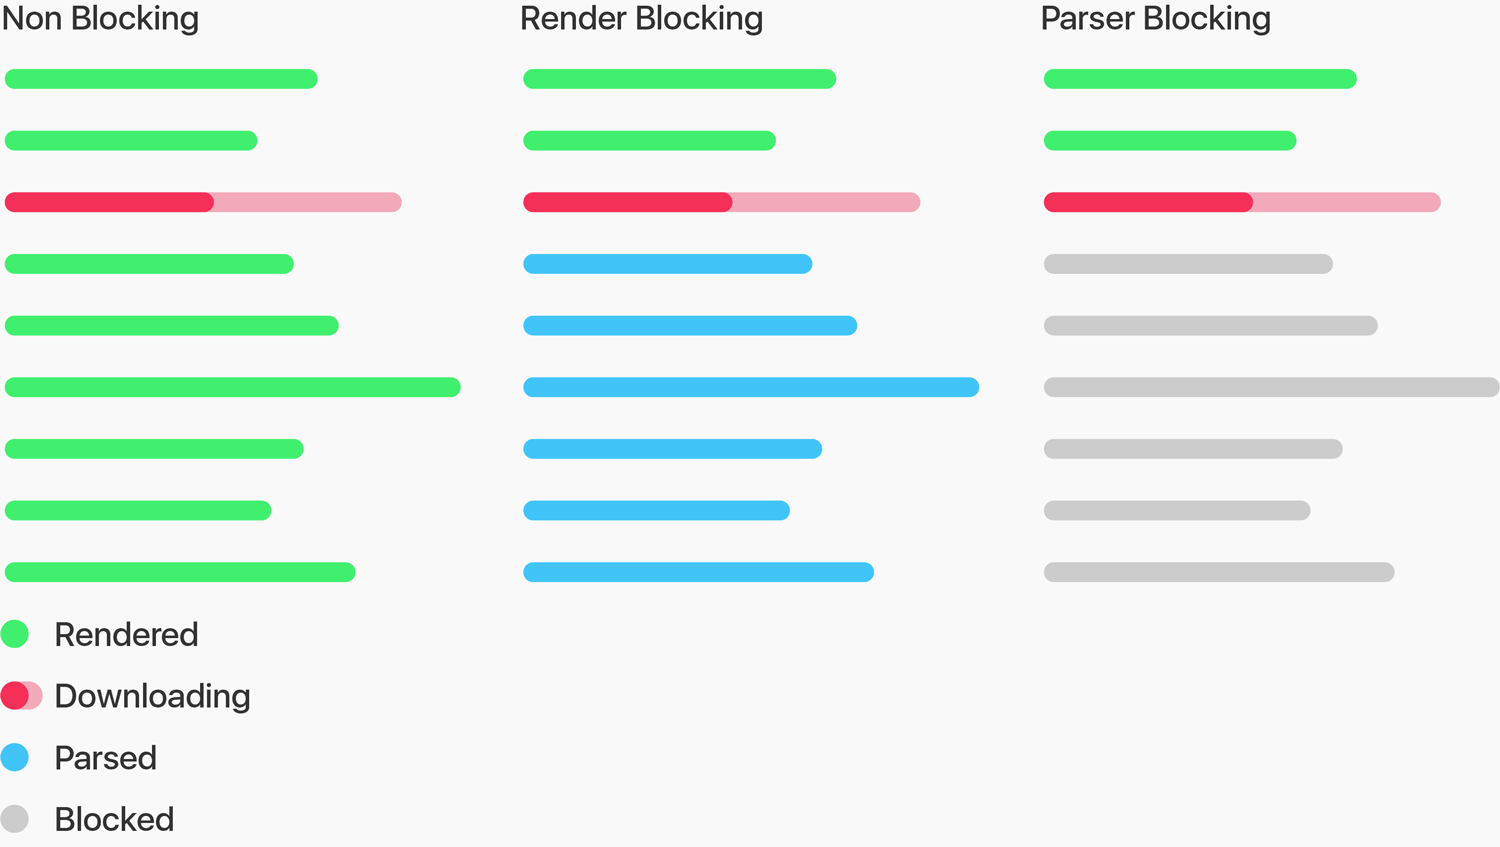 Non Blocking
Render Blocking
Parser Blocking
Rendered
Downloading
Parsed
Blocked